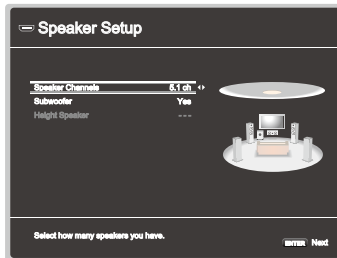 Speaker Setup
Speaker Channels 5.1 ch
Subwoofer Yes
Height Speaker ---
Select how many speakers you have.
ENTER Next